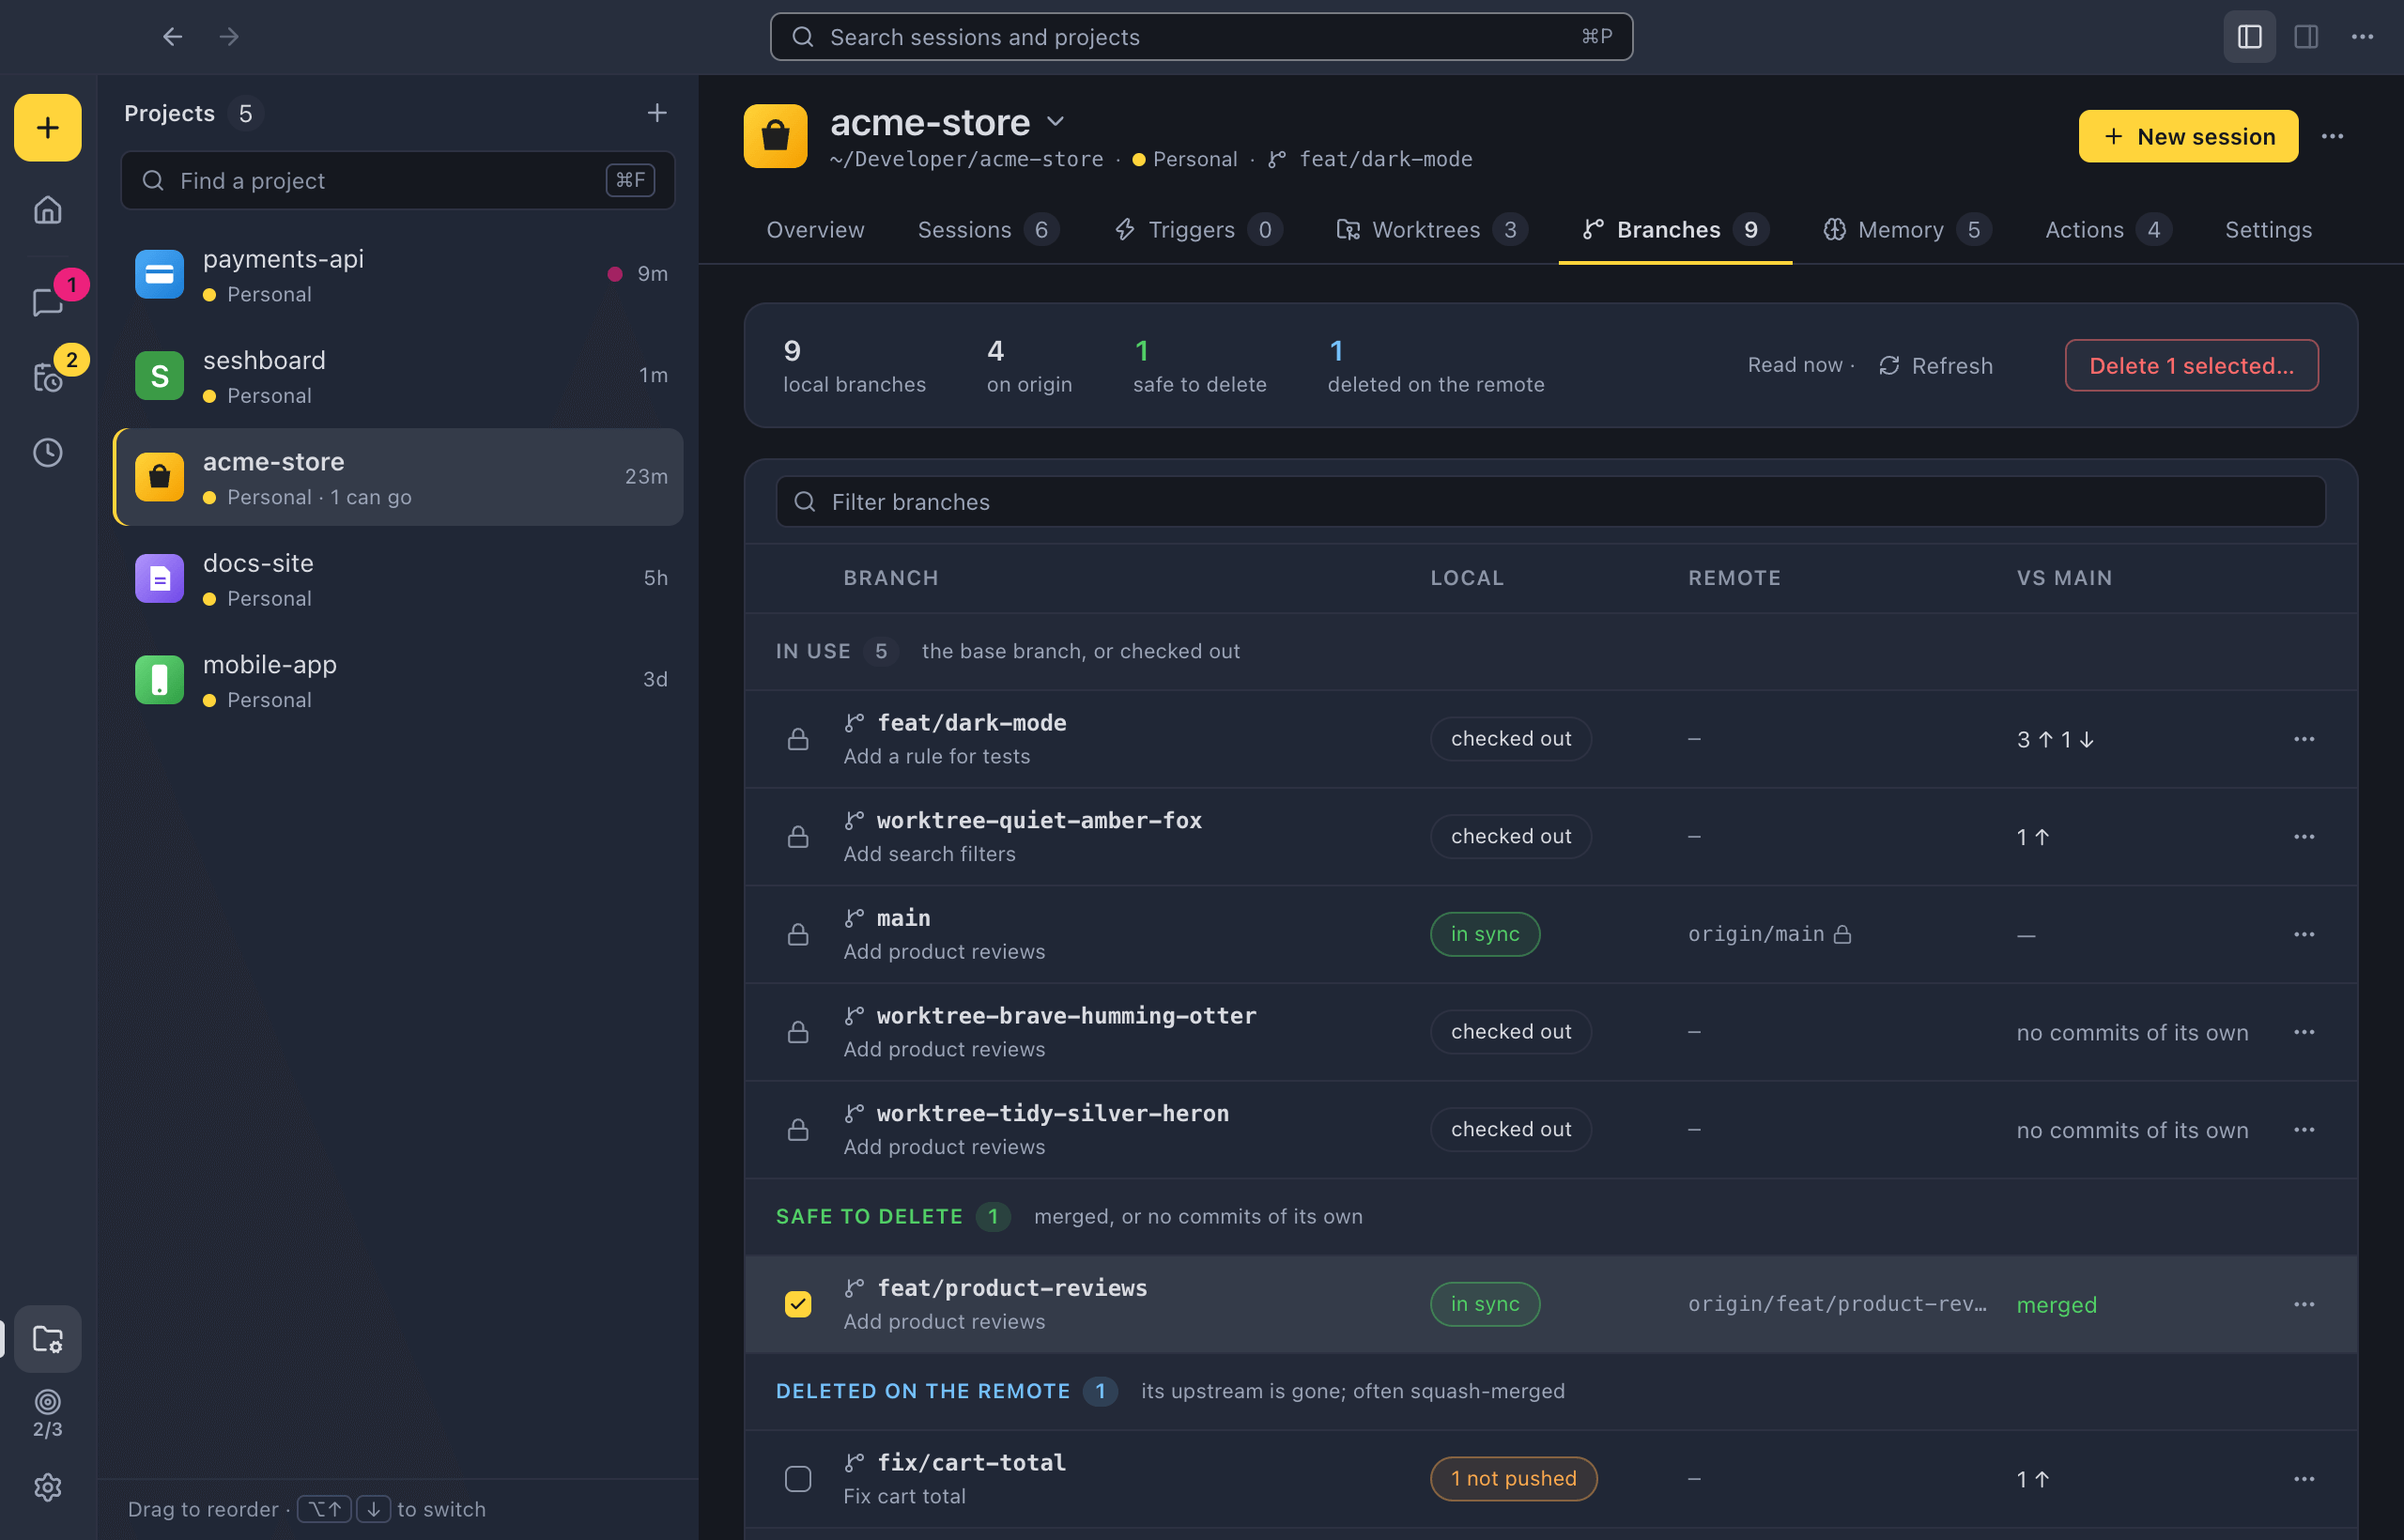 Search sessions and projects ⌘P
Projects 5
Find a project ⌘F
payments-api
Personal
9m
seshboard
Personal
1m
acme-store
Personal · 1 can go
23m
docs-site
Personal
5h
mobile-app
Personal
3d
Drag to reorder · ⌥↑ ↓ to switch
1
2
2/3
S
acme-store
~/Developer/acme-store · Personal · feat/dark-mode
+ New session
Overview Sessions 6 Triggers 0 Worktrees 3 Branches 9 Memory 5 Actions 4 Settings
9 4 1 1
local branches on origin safe to delete deleted on the remote
Read now · Refresh
Delete 1 selected...
Filter branches
BRANCH LOCAL REMOTE VS MAIN
IN USE 5 the base branch, or checked out
feat/dark-mode
Add a rule for tests
checked out – 3 ↑ 1 ↓
worktree-quiet-amber-fox
Add search filters
checked out – 1 ↑
main
Add product reviews
in sync origin/main —
worktree-brave-humming-otter
Add product reviews
checked out – no commits of its own
worktree-tidy-silver-heron
Add product reviews
checked out – no commits of its own
SAFE TO DELETE 1 merged, or no commits of its own
feat/product-reviews
Add product reviews
in sync origin/feat/product-rev… merged
DELETED ON THE REMOTE 1 its upstream is gone; often squash-merged
fix/cart-total
Fix cart total
1 not pushed – 1 ↑